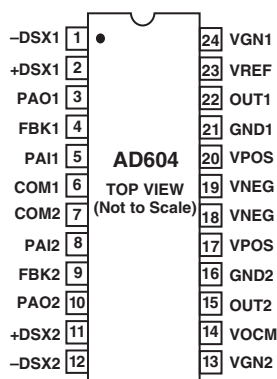 –DSX1 1
24 VGN1
+DSX1 2
23 VREF
PAO1 3
22 OUT1
FBK1 4
21 GND1
PAI1 5
20 VPOS
COM1 6
19 VNEG
COM2 7
18 VNEG
PAI2 8
17 VPOS
FBK2 9
16 GND2
PAO2 10
15 OUT2
+DSX2 11
14 VOCM
–DSX2 12
13 VGN2
AD604
TOP VIEW
(Not to Scale)